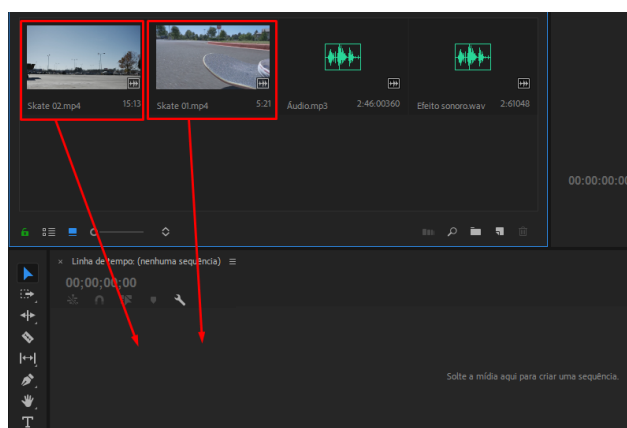 Skate 02.mp4 15:13 Skate 01.mp4 5:21 Áudio.mp3 2:46:00360 Efeito sonoro.wav 2:61048
00:00:00:00
× Linha de tempo: (nenhuma sequência)
00;00;00;00
Solte a mídia aqui para criar uma sequência.
T